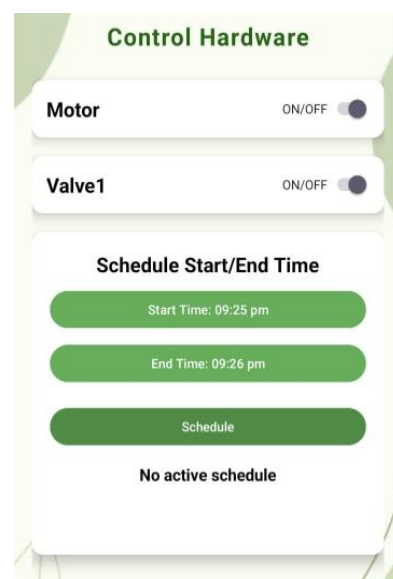 Control Hardware
Motor ON/OFF
Valve1 ON/OFF
Schedule Start/End Time
Start Time: 09:25 pm
End Time: 09:26 pm
Schedule
No active schedule